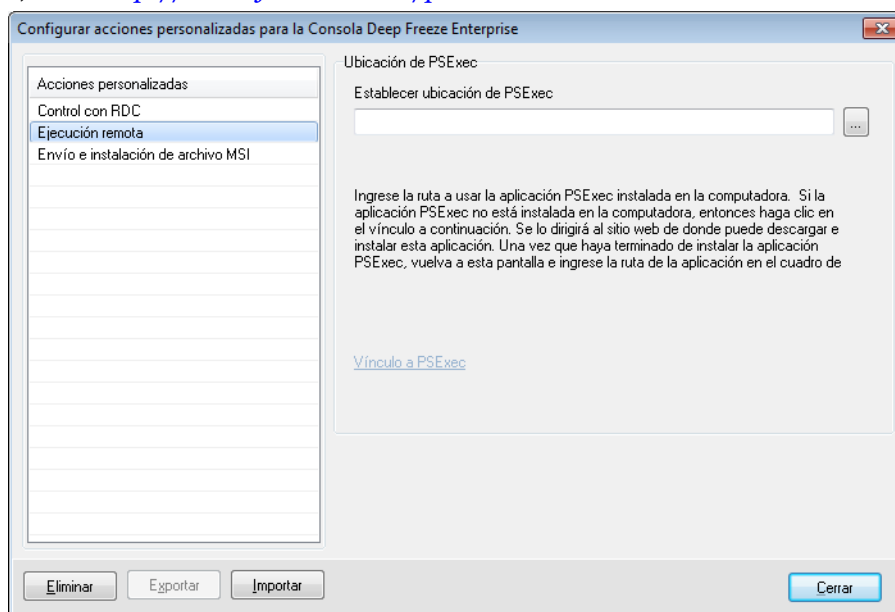 Configurar acciones personalizadas para la Consola Deep Freeze Enterprise
Acciones personalizadas
Control con RDC
Ejecución remota
Envío e instalación de archivo MSI
Ubicación de PSExec
Establecer ubicación de PSExec
...
Ingrese la ruta a usar la aplicación PSExec instalada en la computadora. Si la
aplicación PSExec no está instalada en la computadora, entonces haga clic en
el vínculo a continuación. Se lo dirigirá al sitio web de donde puede descargar e
instalar esta aplicación. Una vez que haya terminado de instalar la aplicación
PSExec, vuelva a esta pantalla e ingrese la ruta de la aplicación en el cuadro de
Vínculo a PSExec
Eliminar
Exportar
Importar
Cerrar